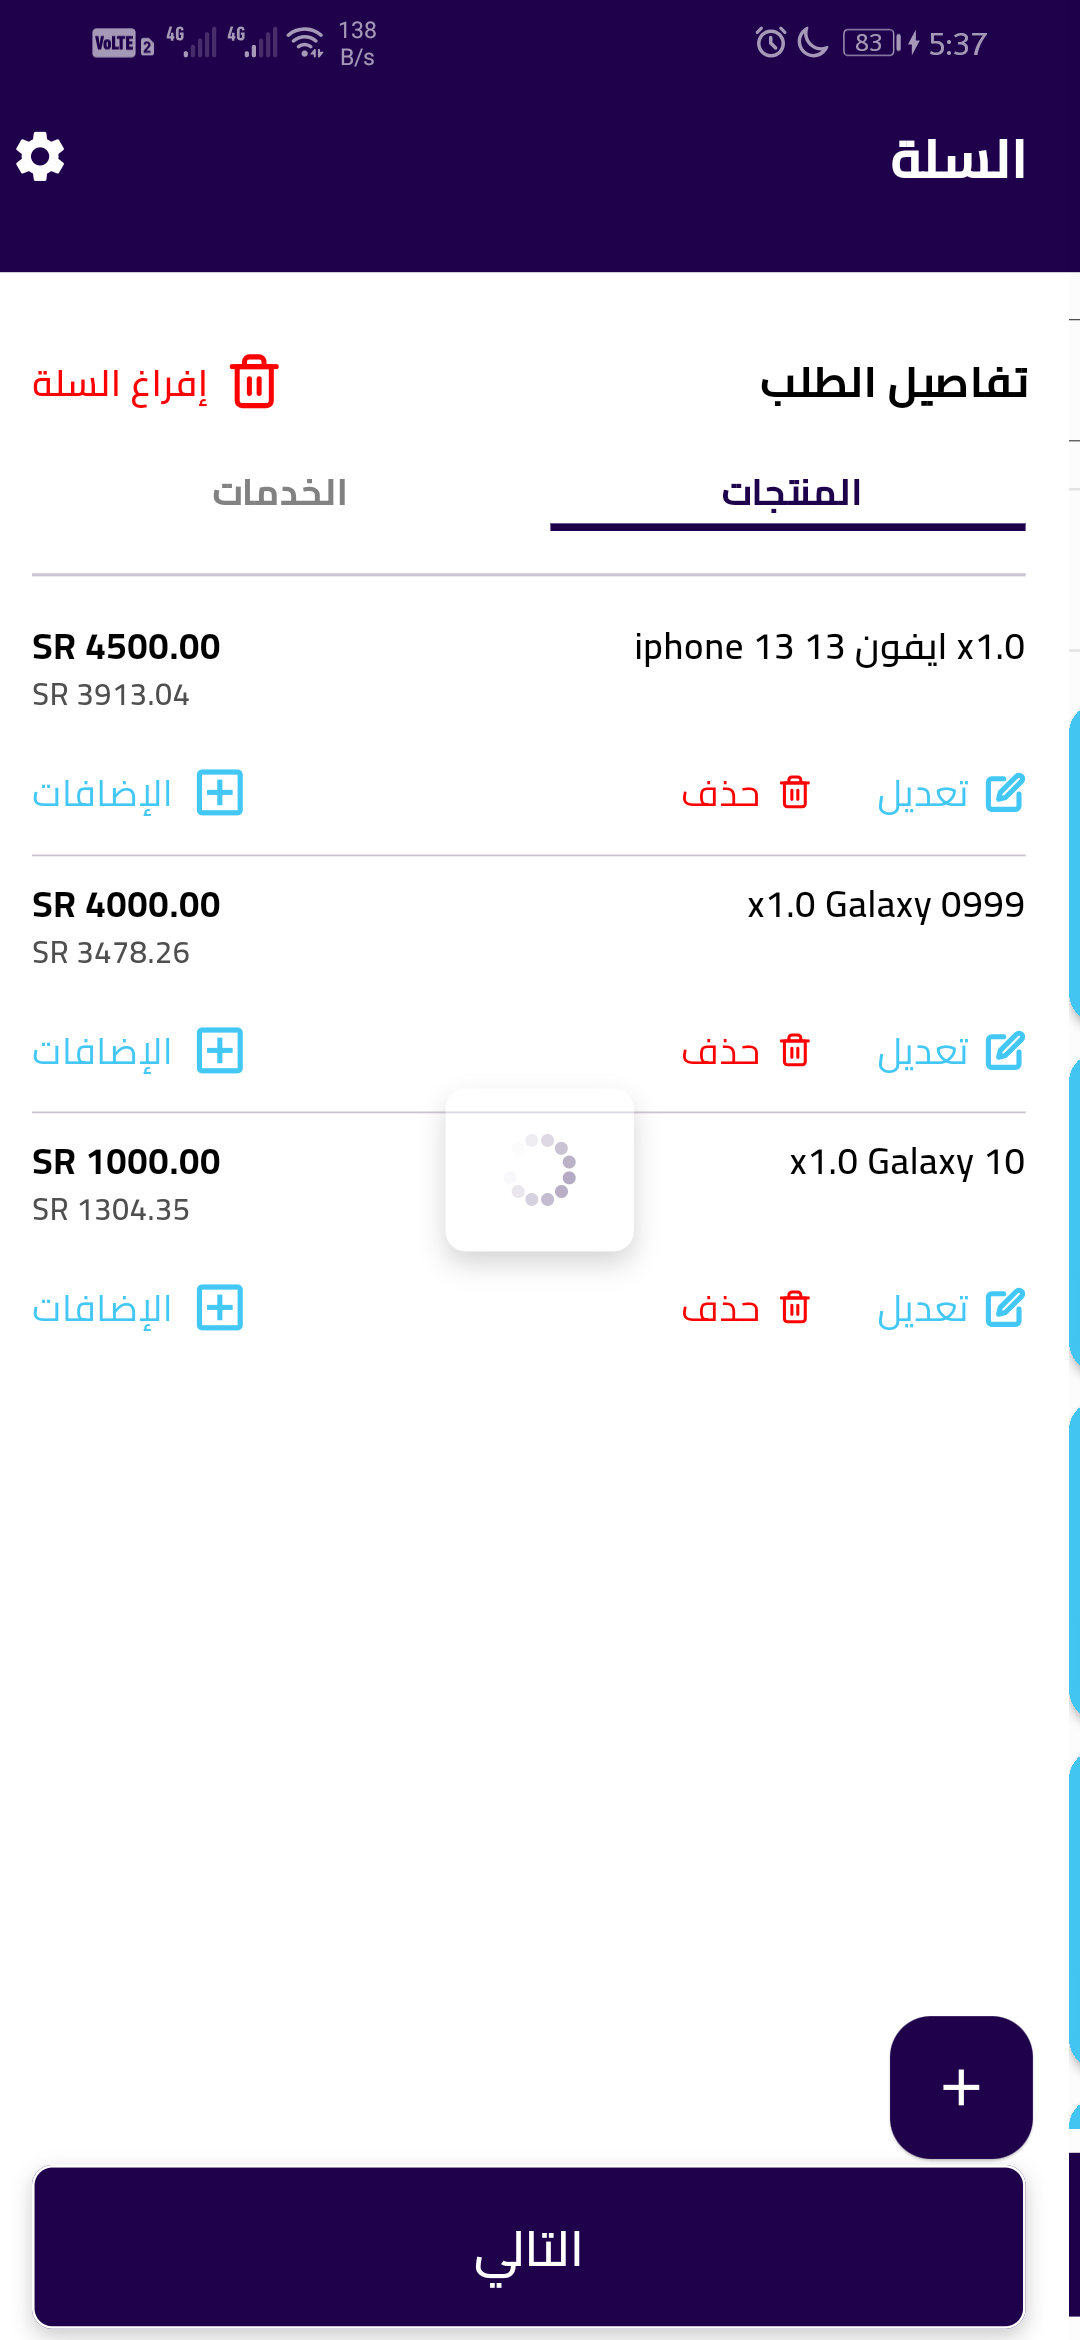 VoLTE 2 4G 4G 138 B/s 83 5:37
السلة
تفاصيل الطلب
إفراغ السلة
المنتجات
الخدمات
x1.0 ايفون 13 iphone 13
SR 4500.00
SR 3913.04
تعديل
حذف
الإضافات
x1.0 Galaxy 0999
SR 4000.00
SR 3478.26
تعديل
حذف
الإضافات
x1.0 Galaxy 10
SR 1000.00
SR 1304.35
تعديل
حذف
الإضافات
التالي